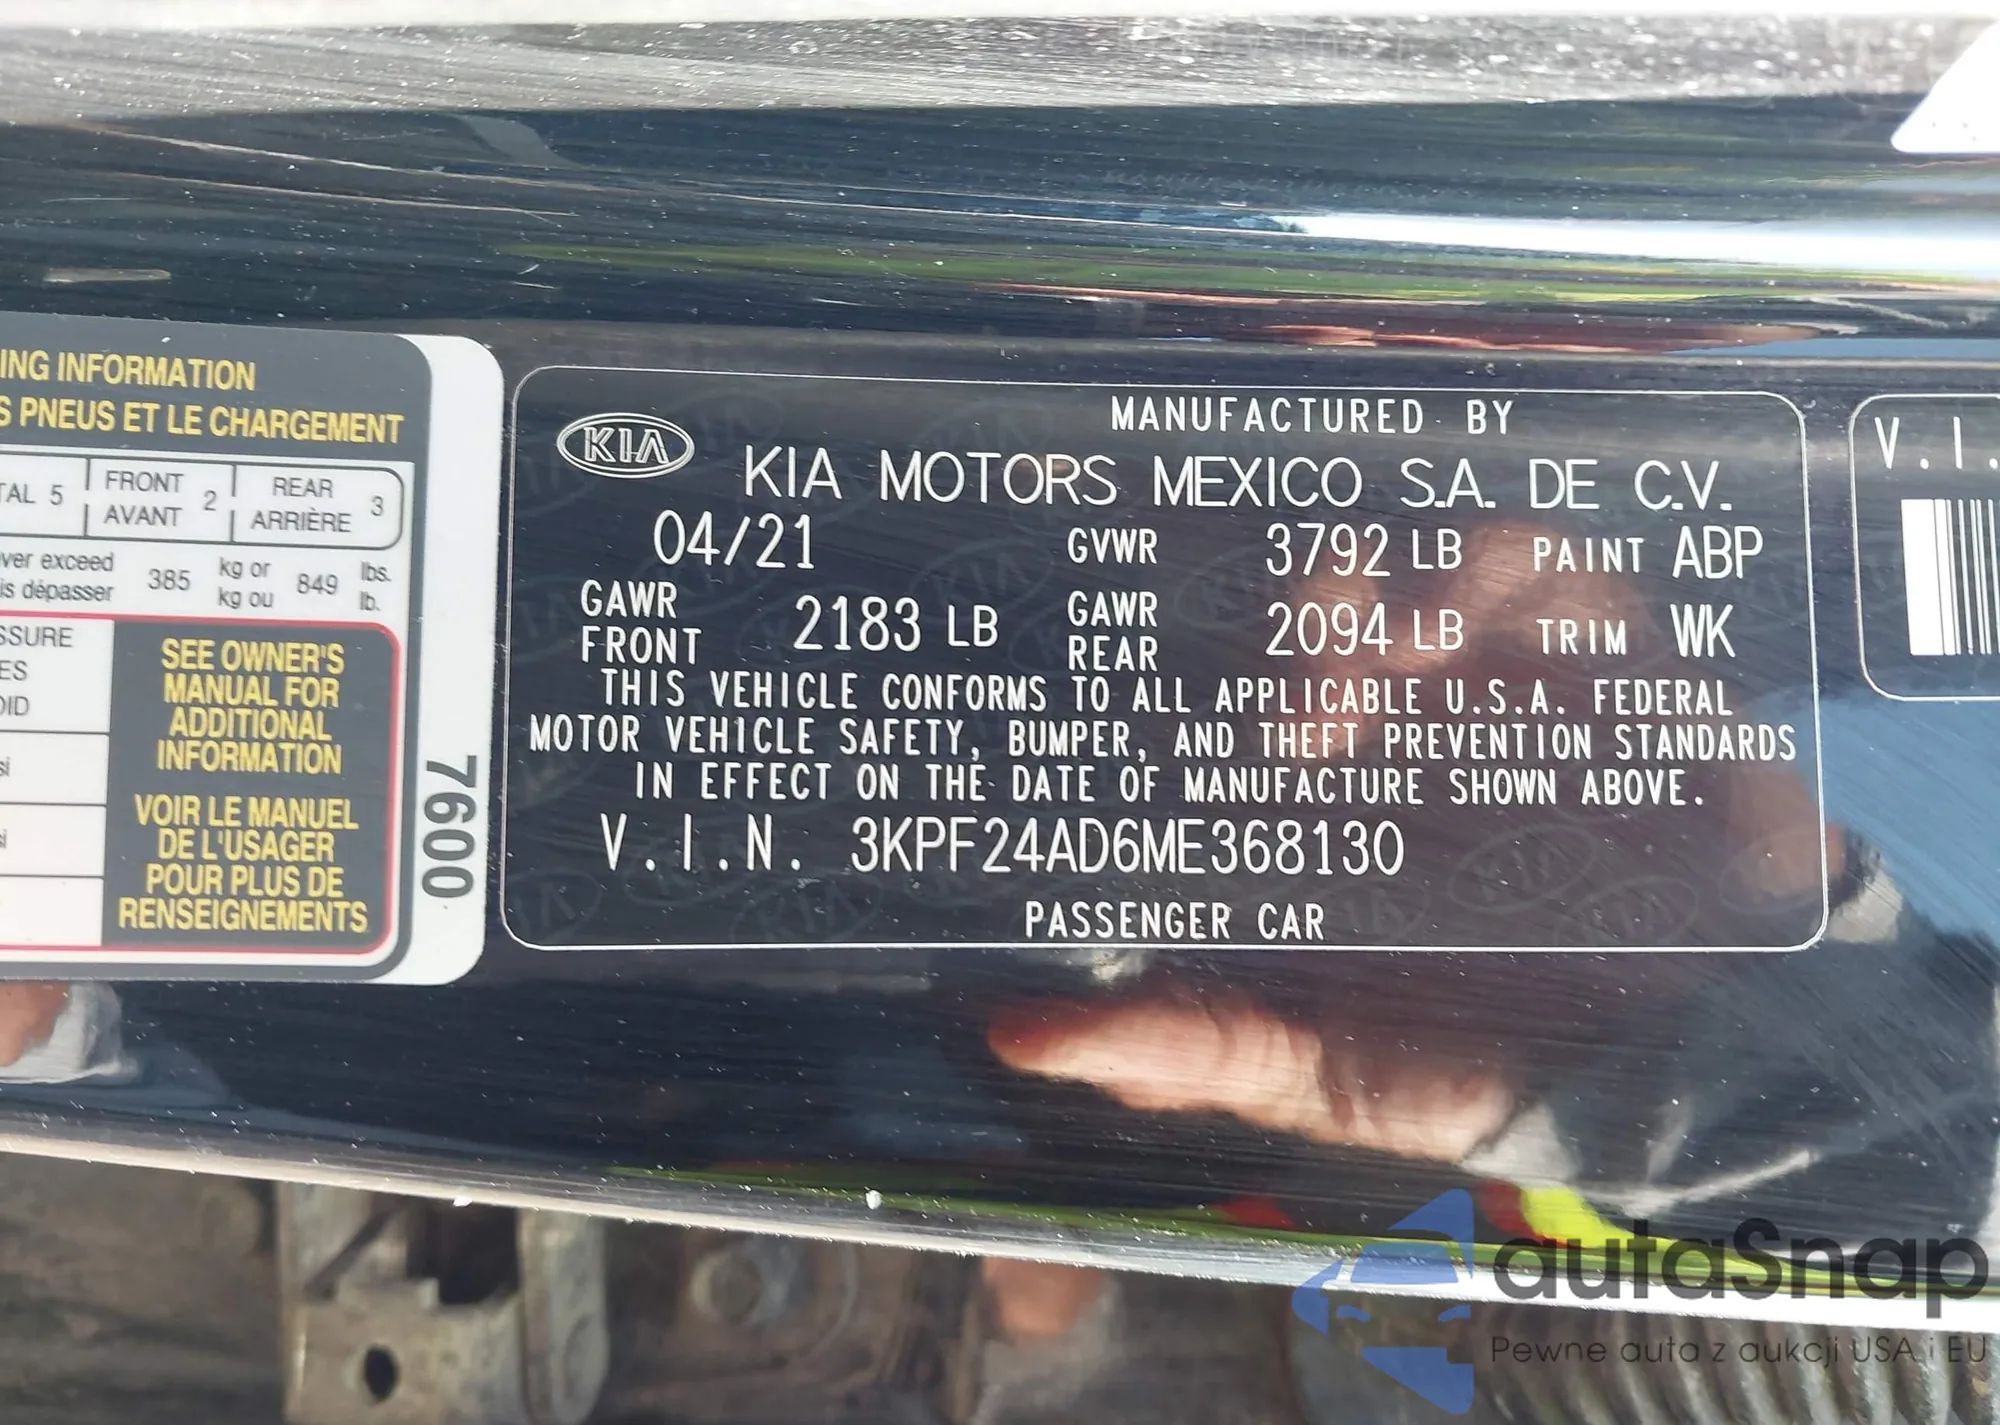 ING INFORMATION
S PNEUS ET LE CHARGEMENT
TAL 5
FRONT
AVANT
2
REAR
ARRIÈRE
3
ver exceed
is dépasser
385
kg or
kg ou
849
lbs.
lb.
SSURE
ES
OID
SEE OWNER'S
MANUAL FOR
ADDITIONAL
INFORMATION
VOIR LE MANUEL
DE L'USAGER
POUR PLUS DE
RENSEIGNEMENTS
7600
KIA
MANUFACTURED BY
KIA MOTORS MEXICO S.A. DE C.V.
04/21 GVWR 3792 LB PAINT ABP
GAWR FRONT 2183 LB GAWR REAR 2094 LB TRIM WK
THIS VEHICLE CONFORMS TO ALL APPLICABLE U.S.A. FEDERAL
MOTOR VEHICLE SAFETY, BUMPER, AND THEFT PREVENTION STANDARDS
IN EFFECT ON THE DATE OF MANUFACTURE SHOWN ABOVE.
V.I.N. 3KPF24AD6ME368130
PASSENGER CAR
V.I.
autaSnap
Pewne auta z aukcji USA i EU